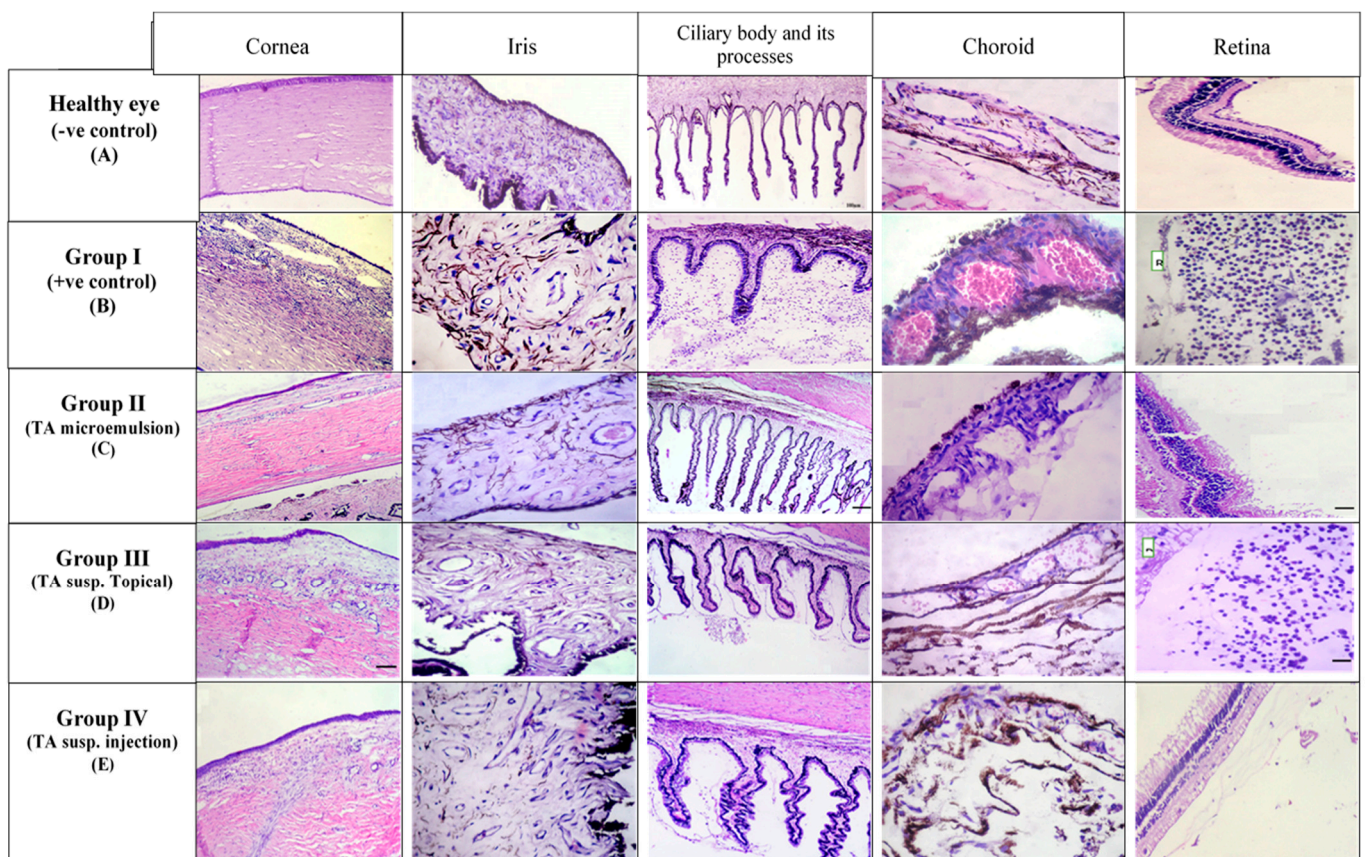 Cornea
Iris
Ciliary body and its
processes
Choroid
Retina
Healthy eye
(-ve control)
(A)
Group I
(+ve control)
(B)
Group II
(TA microemulsion)
(C)
Group III
(TA susp. Topical)
(D)
Group IV
(TA susp. injection)
(E)